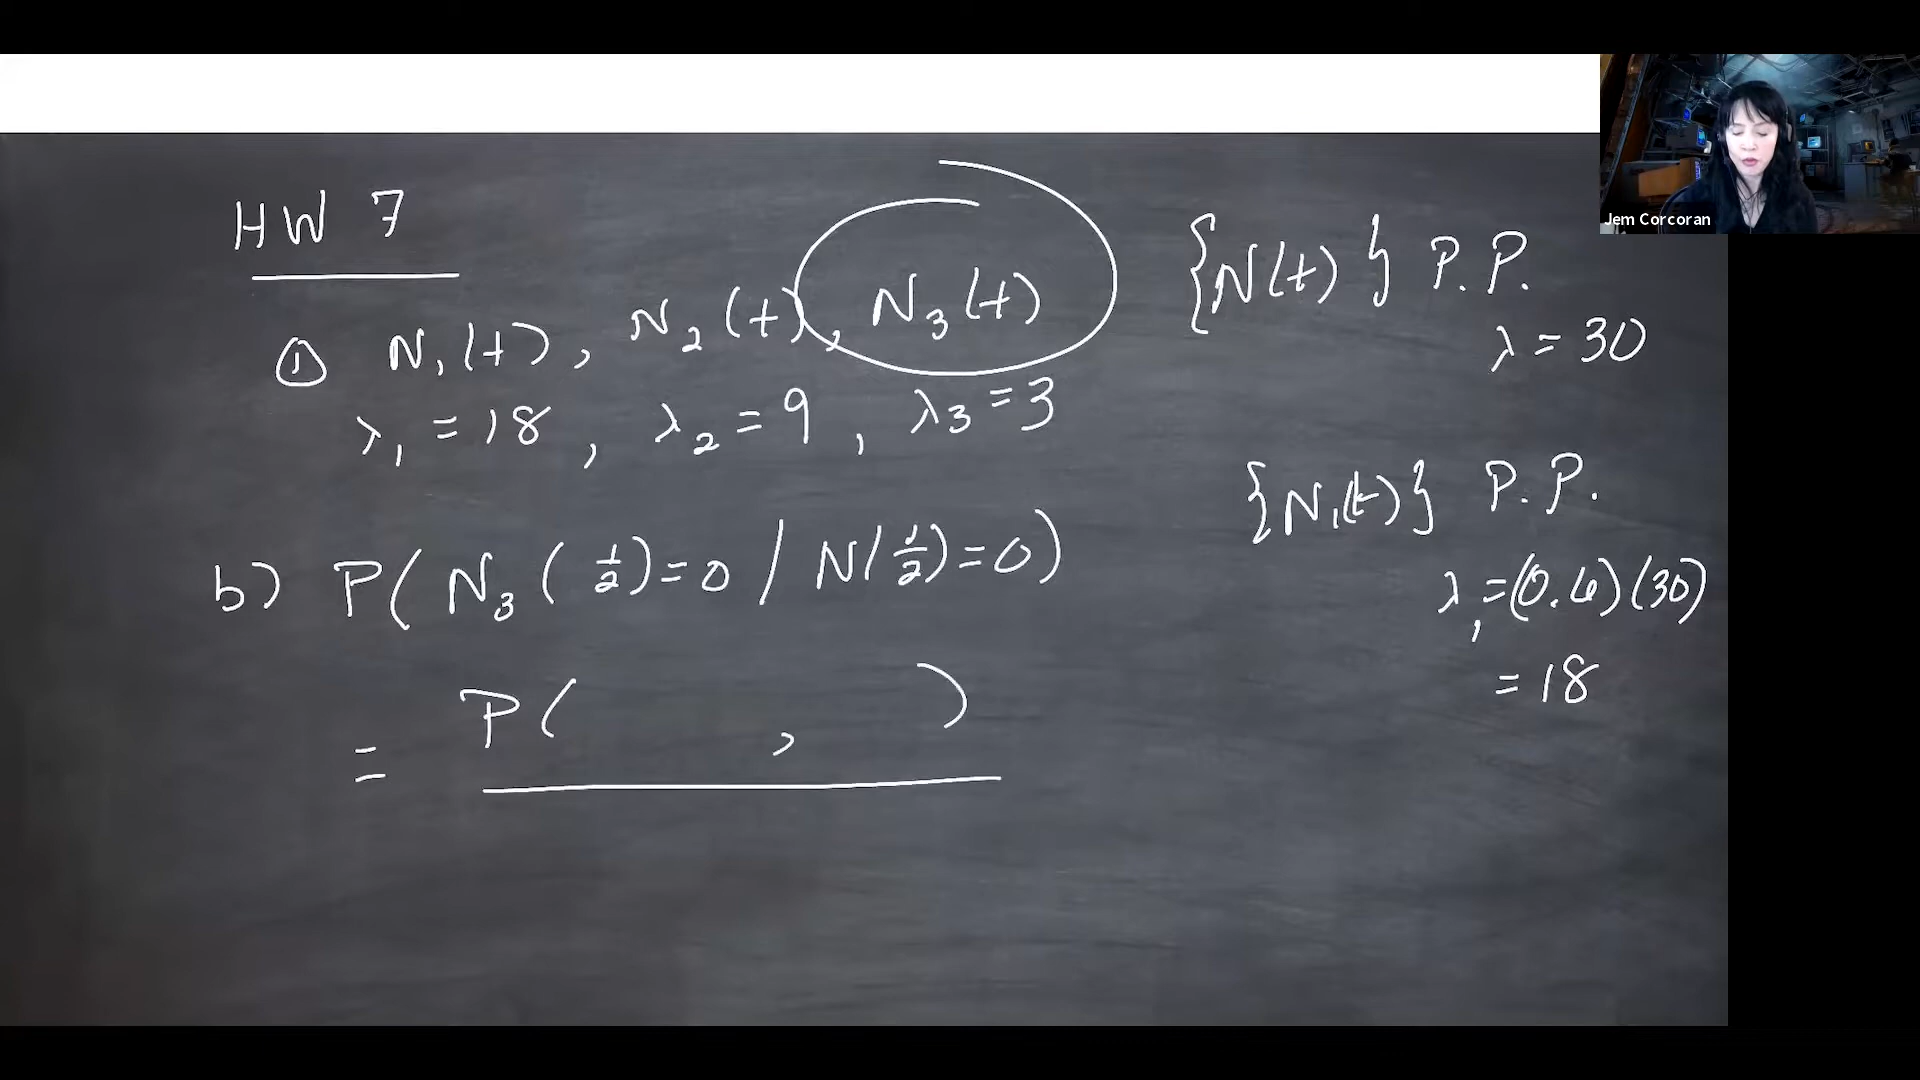 HW 7
① N₁(t), N₂(t), N₃(t)
λ₁ = 18, λ₂ = 9, λ₃ = 3
b) P( N₃( 1/2 ) = 0 / N( 1/2 ) = 0 )
= P( , )
{N(t)} P.P.
λ = 30
{N₁(t)} P.P.
λ₁ = (0.6)(30)
= 18
Jem Corcoran